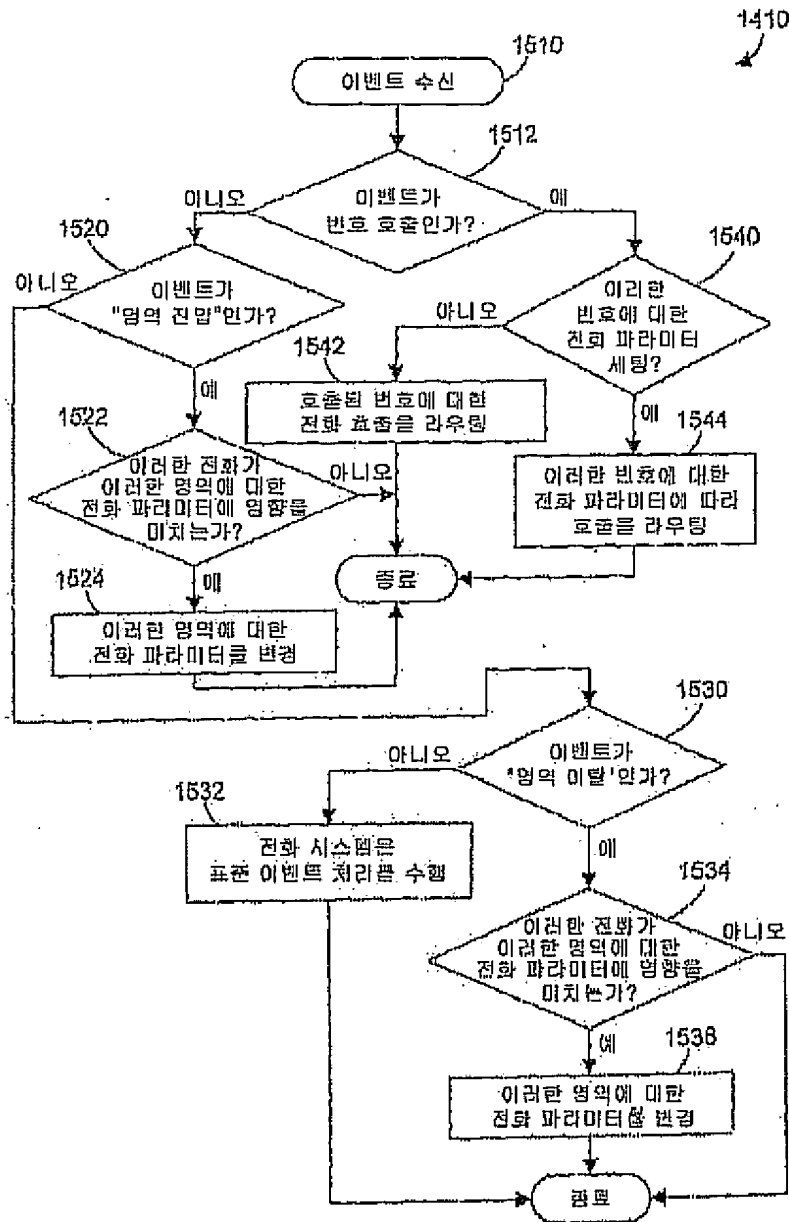 1410
1510
이벤트 수신
1512
이벤트가
번호 호출인가?
아니오
예
1520
이벤트가
"영역 진입"인가?
아니오
예
1540
이러한
번호에 대한
전화 파라미터
세팅?
아니오
예
1542
호출된 번호에 대한
전화 호출을 라우팅
1544
이러한 번호에 대한
전화 파라미터에 따라
호출을 라우팅
1522
이러한 전화가
이러한 영역에 대한
전화 파라미터에 영향을
미치는가?
아니오
예
종료
1524
이러한 영역에 대한
전화 파라미터를 변경
1530
이벤트가
"영역 이탈"인가?
아니오
예
1532
전화 시스템은
표준 이벤트 처리를 수행
1534
이러한 전화가
이러한 영역에 대한
전화 파라미터에 영향을
미치는가?
아니오
예
1536
이러한 영역에 대한
전화 파라미터를 변경
종료